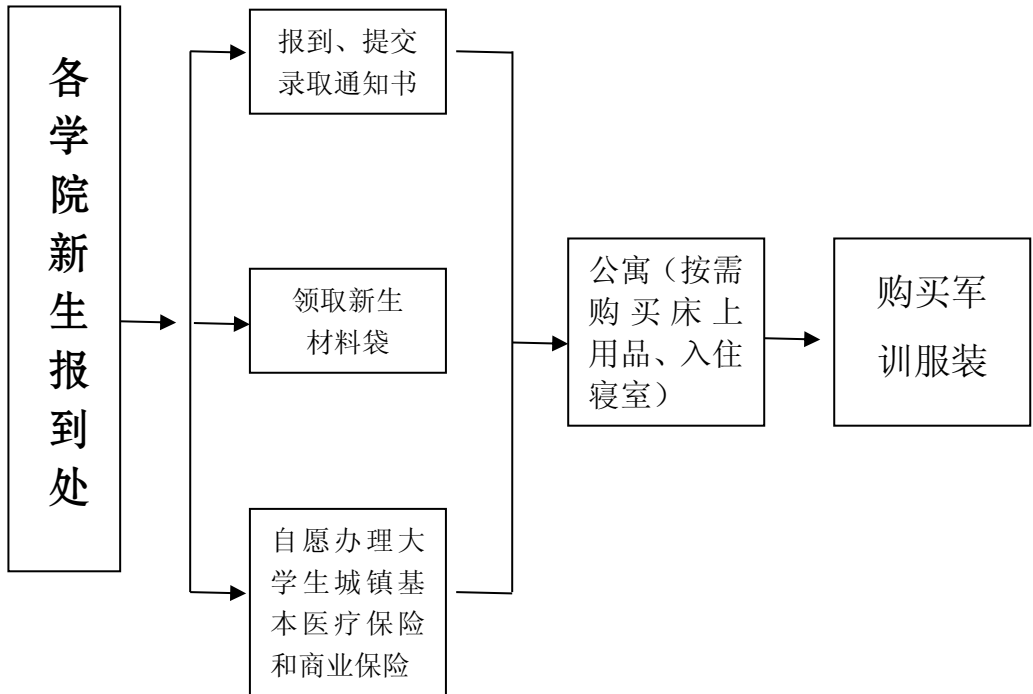 各学院新生报到处
报到、提交
录取通知书
领取新生
材料袋
自愿办理大
学生城镇基
本医疗保险
和商业保险
公寓（按需
购买床上
用品、入住
寝室）
购买军
训服装